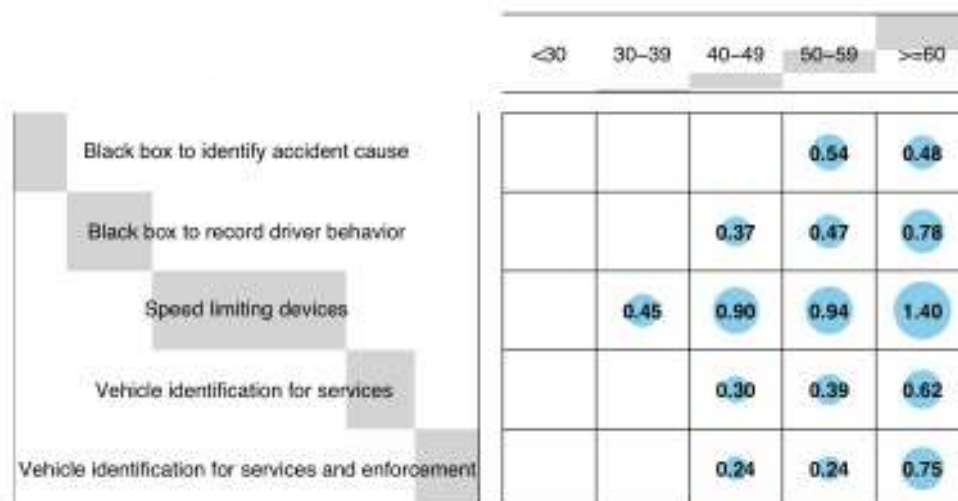 <30 30–39 40–49 50–59 >=60
Black box to identify accident cause 0.54 0.48
Black box to record driver behavior 0.37 0.47 0.78
Speed limiting devices 0.45 0.90 0.94 1.40
Vehicle identification for services 0.30 0.39 0.62
Vehicle identification for services and enforcement 0.24 0.24 0.75